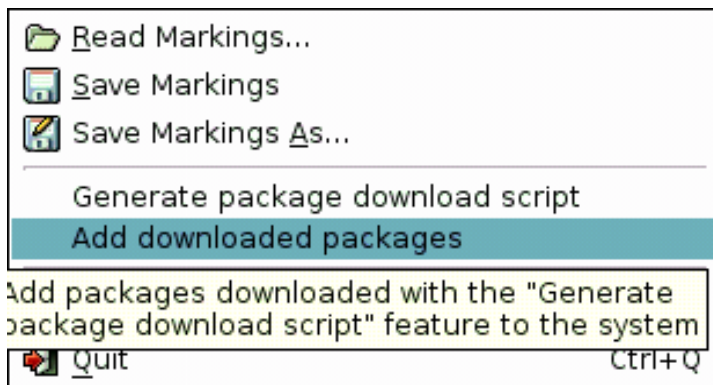 Read Markings...
Save Markings
Save Markings As...
Generate package download script
Add downloaded packages
Add packages downloaded with the "Generate
package download script" feature to the system
Quit Ctrl+Q